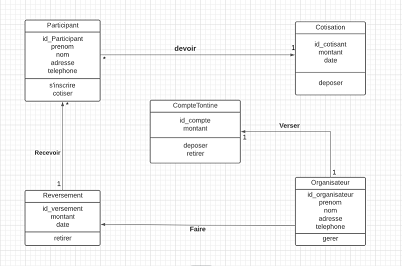 Participant
id_Participant
prenom
nom
adresse
telephone
s'inscrire
cotiser
devoir
*
1
Cotisation
id_cotisant
montant
date
deposer
CompteTontine
id_compte
montant
deposer
retirer
Verser
1
1
*
Recevoir
1
Reversement
id_versement
montant
date
retirer
Faire
Organisateur
id_organisateur
prenom
nom
adresse
telephone
gerer